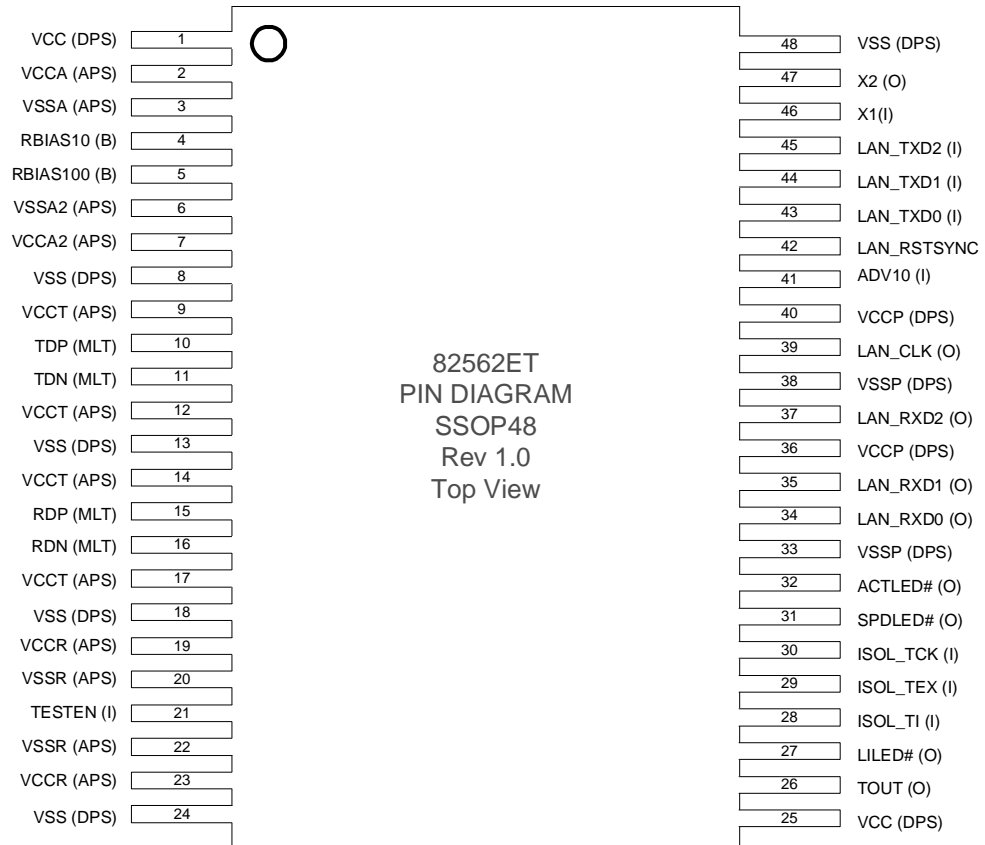 VCC (DPS) 1
VCCA (APS) 2
VSSA (APS) 3
RBIAS10 (B) 4
RBIAS100 (B) 5
VSSA2 (APS) 6
VCCA2 (APS) 7
VSS (DPS) 8
VCCT (APS) 9
TDP (MLT) 10
TDN (MLT) 11
VCCT (APS) 12
VSS (DPS) 13
VCCT (APS) 14
RDP (MLT) 15
RDN (MLT) 16
VCCT (APS) 17
VSS (DPS) 18
VCCR (APS) 19
VSSR (APS) 20
TESTEN (I) 21
VSSR (APS) 22
VCCR (APS) 23
VSS (DPS) 24
82562ET
PIN DIAGRAM
SSOP48
Rev 1.0
Top View
48 VSS (DPS)
47 X2 (O)
46 X1(I)
45 LAN_TXD2 (I)
44 LAN_TXD1 (I)
43 LAN_TXD0 (I)
42 LAN_RSTSYNC
41 ADV10 (I)
40 VCCP (DPS)
39 LAN_CLK (O)
38 VSSP (DPS)
37 LAN_RXD2 (O)
36 VCCP (DPS)
35 LAN_RXD1 (O)
34 LAN_RXD0 (O)
33 VSSP (DPS)
32 ACTLED# (O)
31 SPDLED# (O)
30 ISOL_TCK (I)
29 ISOL_TEX (I)
28 ISOL_TI (I)
27 LILED# (O)
26 TOUT (O)
25 VCC (DPS)